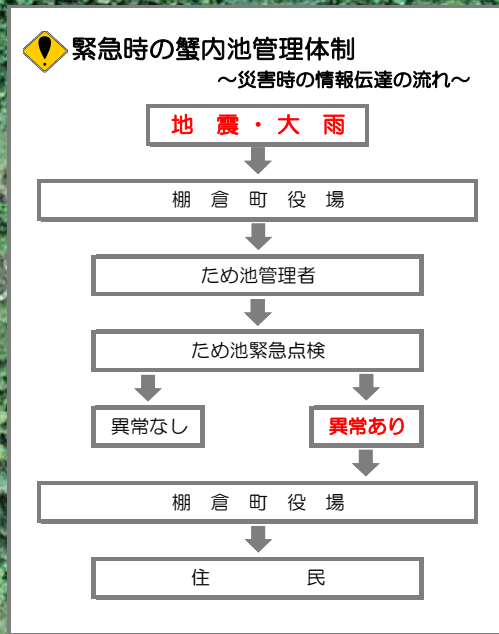 緊急時の蟹内池管理体制
～災害時の情報伝達の流れ～
地 震・大 雨
棚 倉 町 役 場
ため池管理者
ため池緊急点検
異常なし
異常あり
棚 倉 町 役 場
住 民